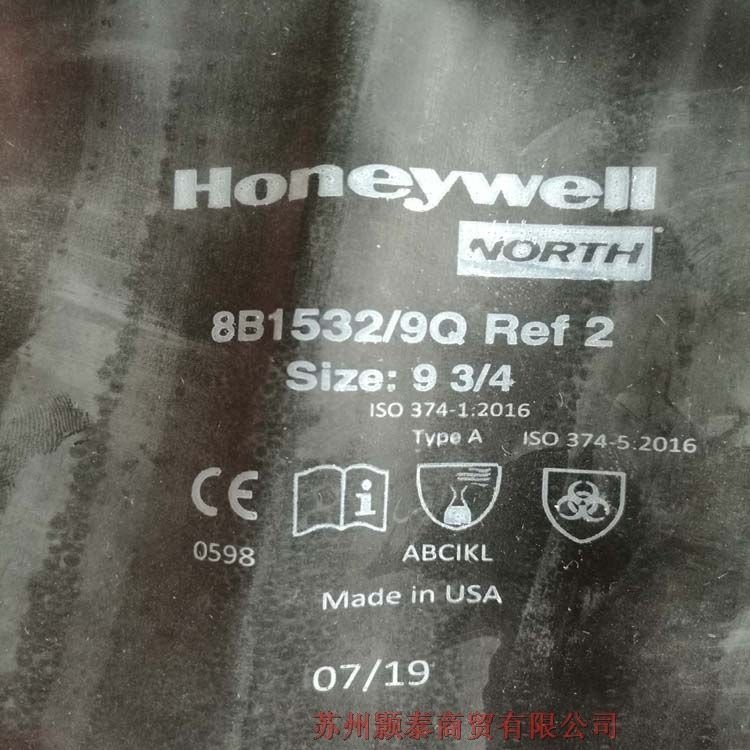 Honeywell
NORTH
8B1532/9Q Ref 2
Size: 9 3/4
ISO 374-1:2016
Type A
ISO 374-5:2016
CE
0598
i
ABCIKL
Made in USA
07/19
苏州颢泰商贸有限公司